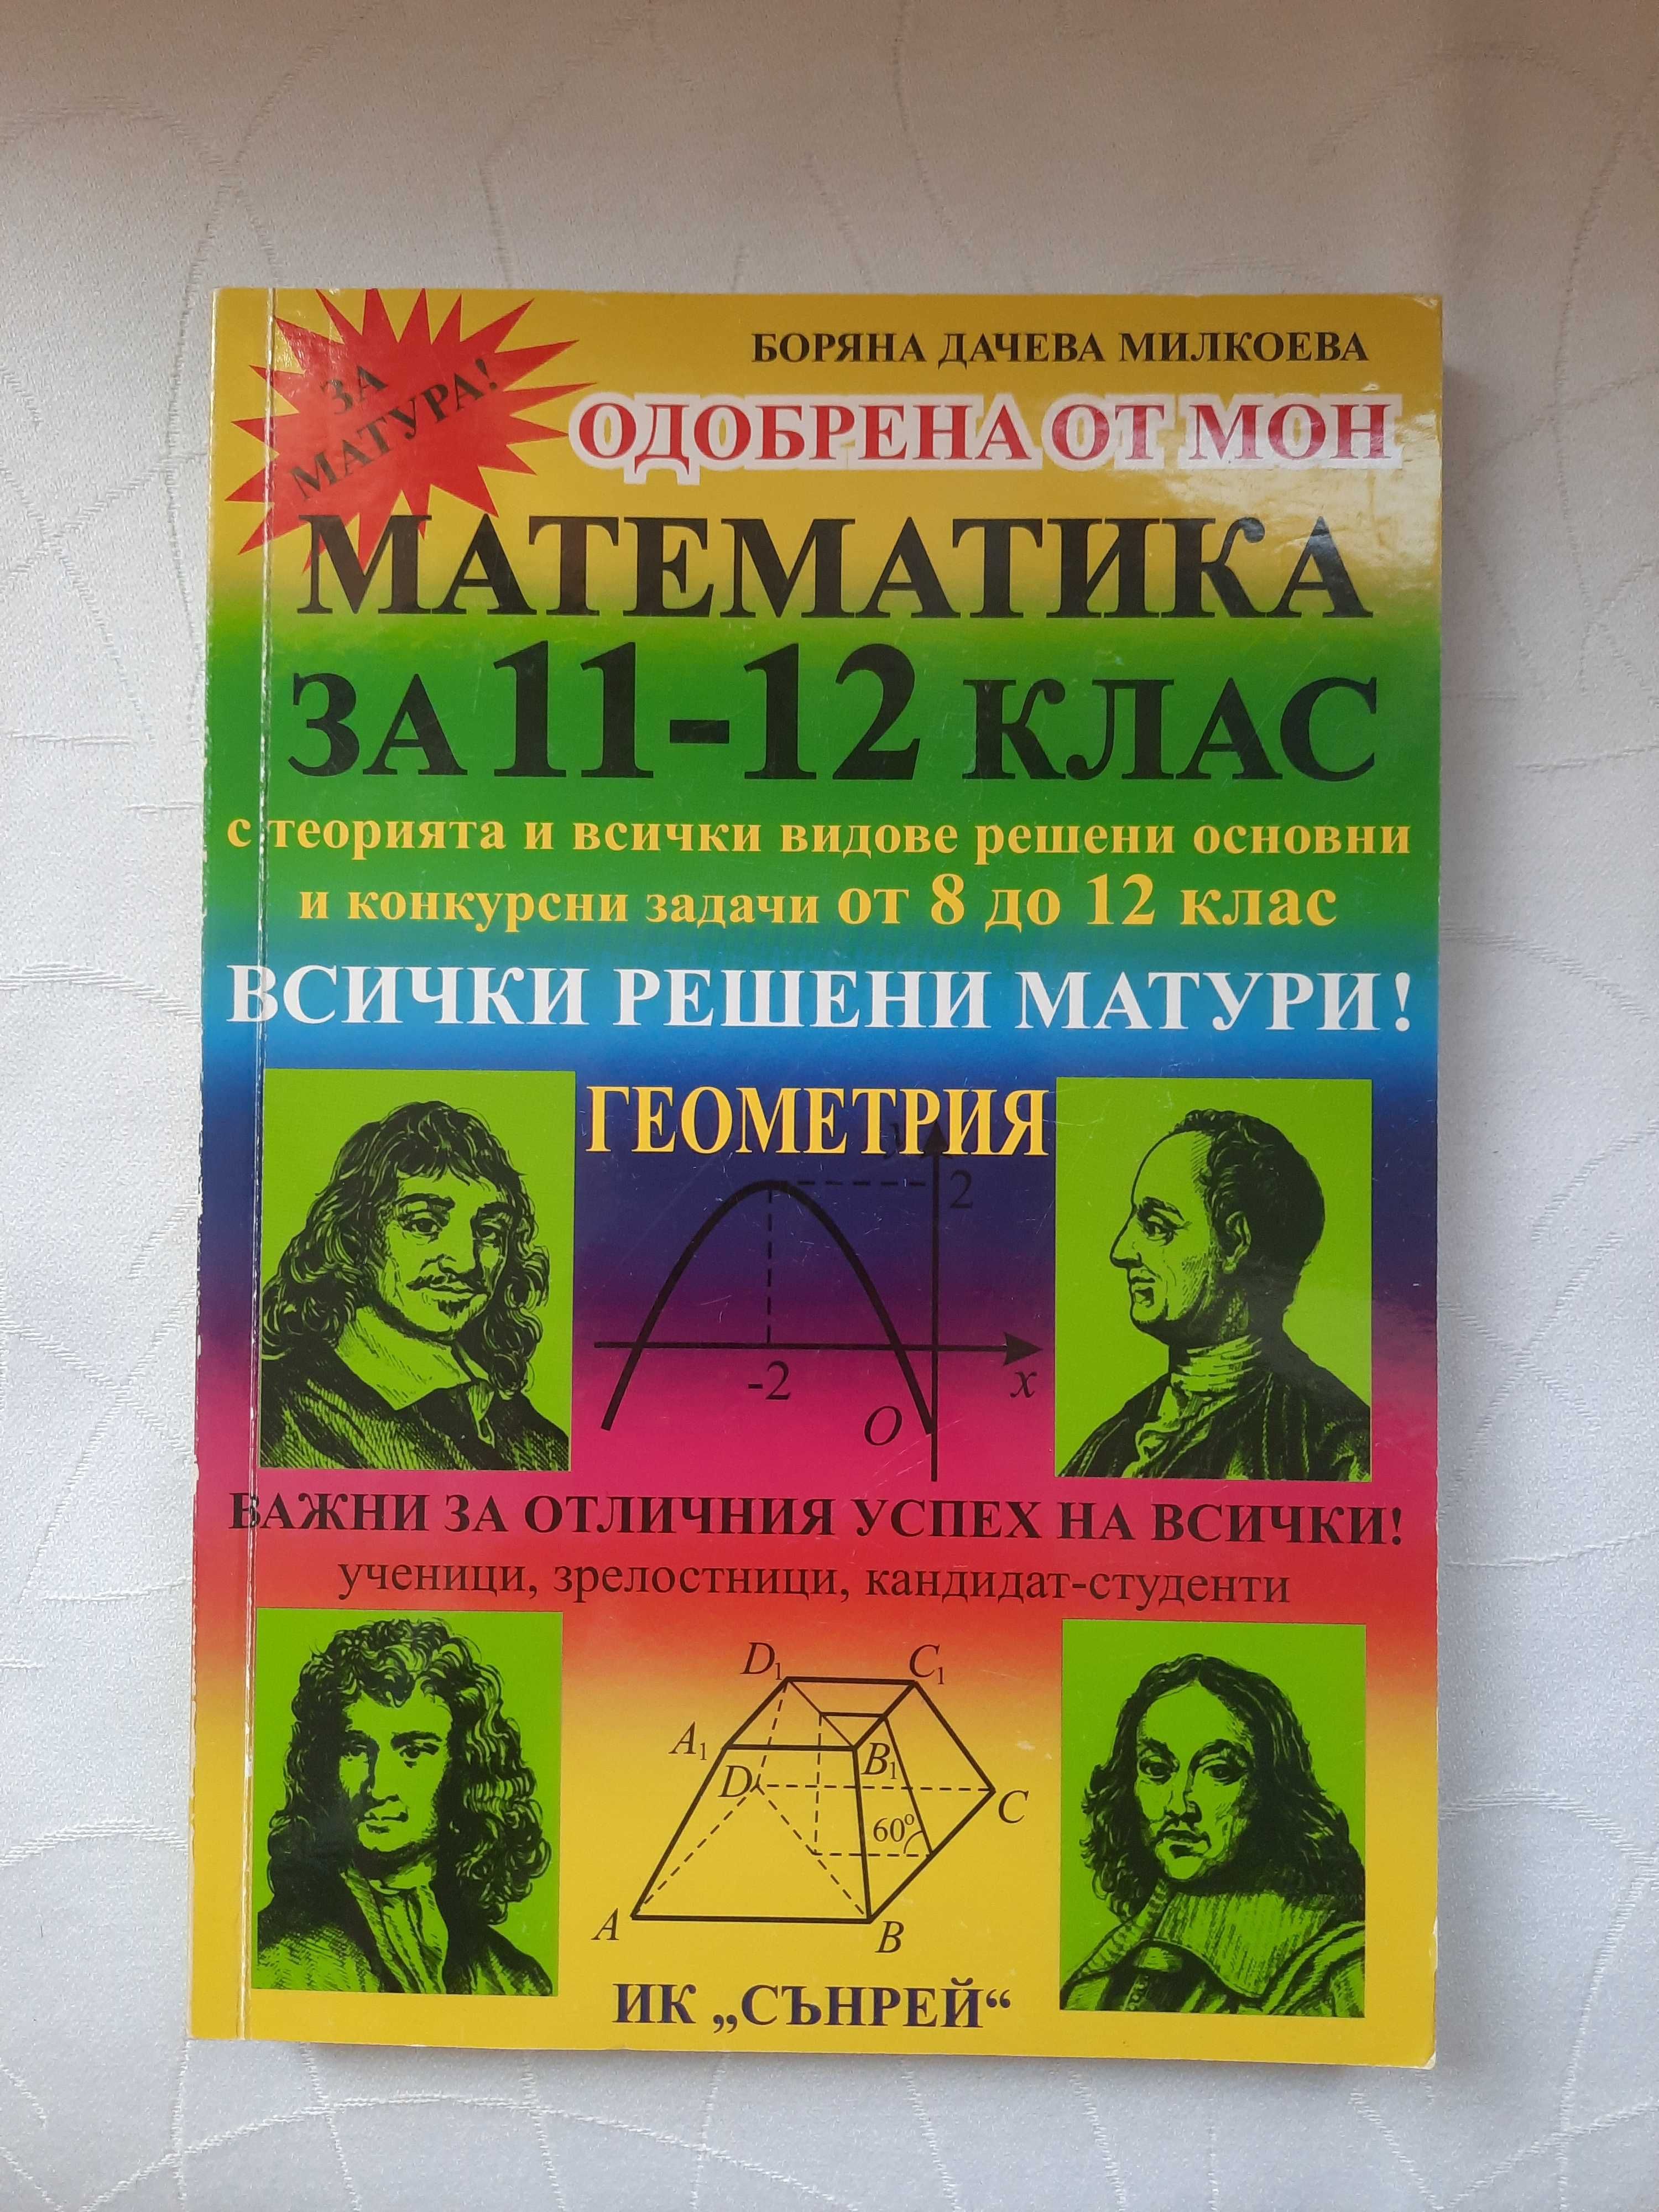 БОРЯНА ДАЧЕВА МИЛКОЕВА
ЗА
МАТУРА!
ОДОБРЕНА ОТ МОН
МАТЕМАТИКА
ЗА 11-12 КЛАС
с теорията и всички видове решени основни
и конкурсни задачи от 8 до 12 клас
ВСИЧКИ РЕШЕНИ МАТУРИ!
ГЕОМЕТРИЯ
y
2
-2
x
O
ВАЖНИ ЗА ОТЛИЧНИЯ УСПЕХ НА ВСИЧКИ!
ученици, зрелостници, кандидат-студенти
D₁ C₁
A₁ B₁
D C
60°
A B
ИК „СЪНРЕЙ“